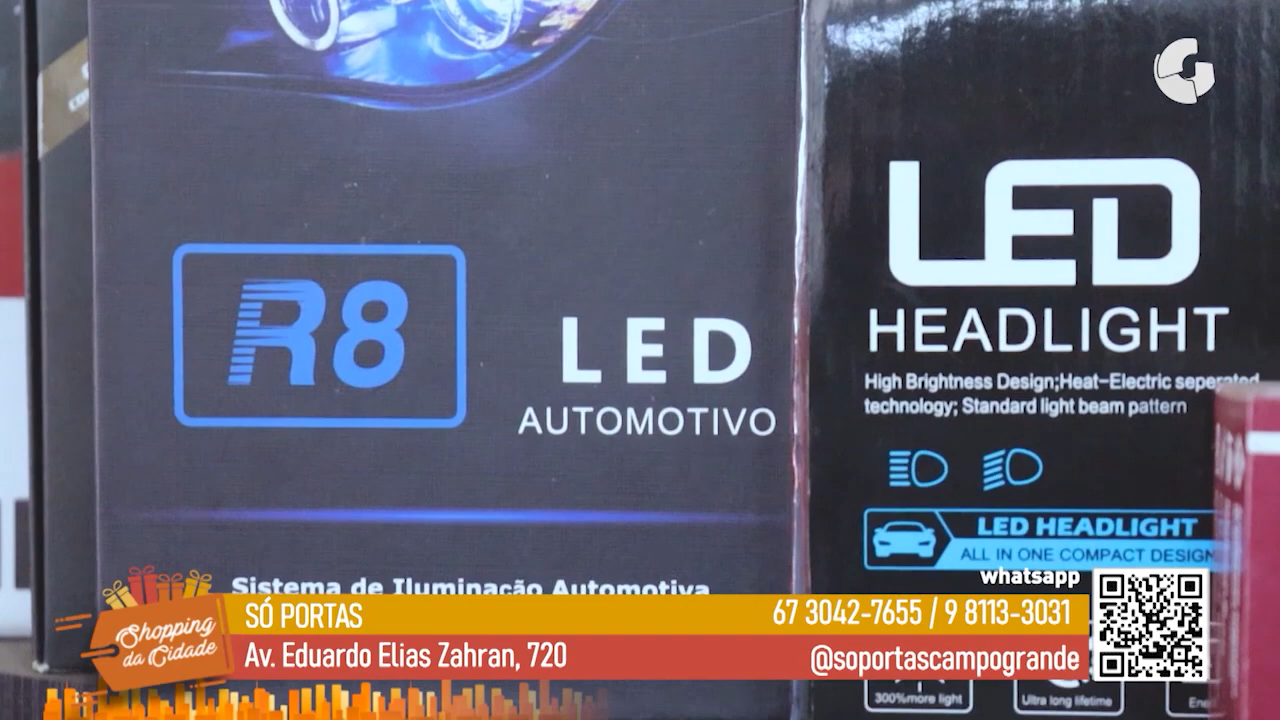 R8
LED
AUTOMOTIVO
Sistema de Iluminação Automotiva
LED
HEADLIGHT
High Brightness Design;Heat-Electric seperated
technology; Standard light beam pattern
LED HEADLIGHT
ALL IN ONE COMPACT DESIGN
300%more light
Ultra long lifetime
whatsapp
Shopping
da Cidade
SÓ PORTAS
67 3042-7655 / 9 8113-3031
Av. Eduardo Elias Zahran, 720
@soportascampogrande